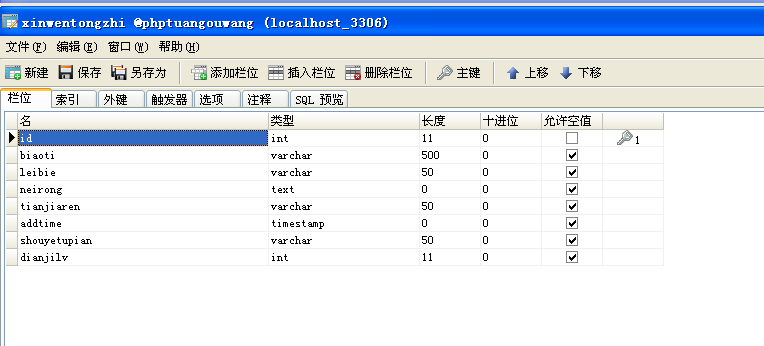 xinwentongzhi @phptuangouwang (localhost_3306)
文件(F) 编辑(E) 窗口(W) 帮助(H)
新建 保存 另存为 添加栏位 插入栏位 删除栏位 主键 上移 下移
栏位 索引 外键 触发器 选项 注释 SQL 预览
名 类型 长度 十进位 允许空值
id int 11 0 1
biaoti varchar 500 0
leibie varchar 50 0
neirong text 0 0
tianjiaren varchar 50 0
addtime timestamp 0 0
shouyetupian varchar 50 0
dianjilv int 11 0